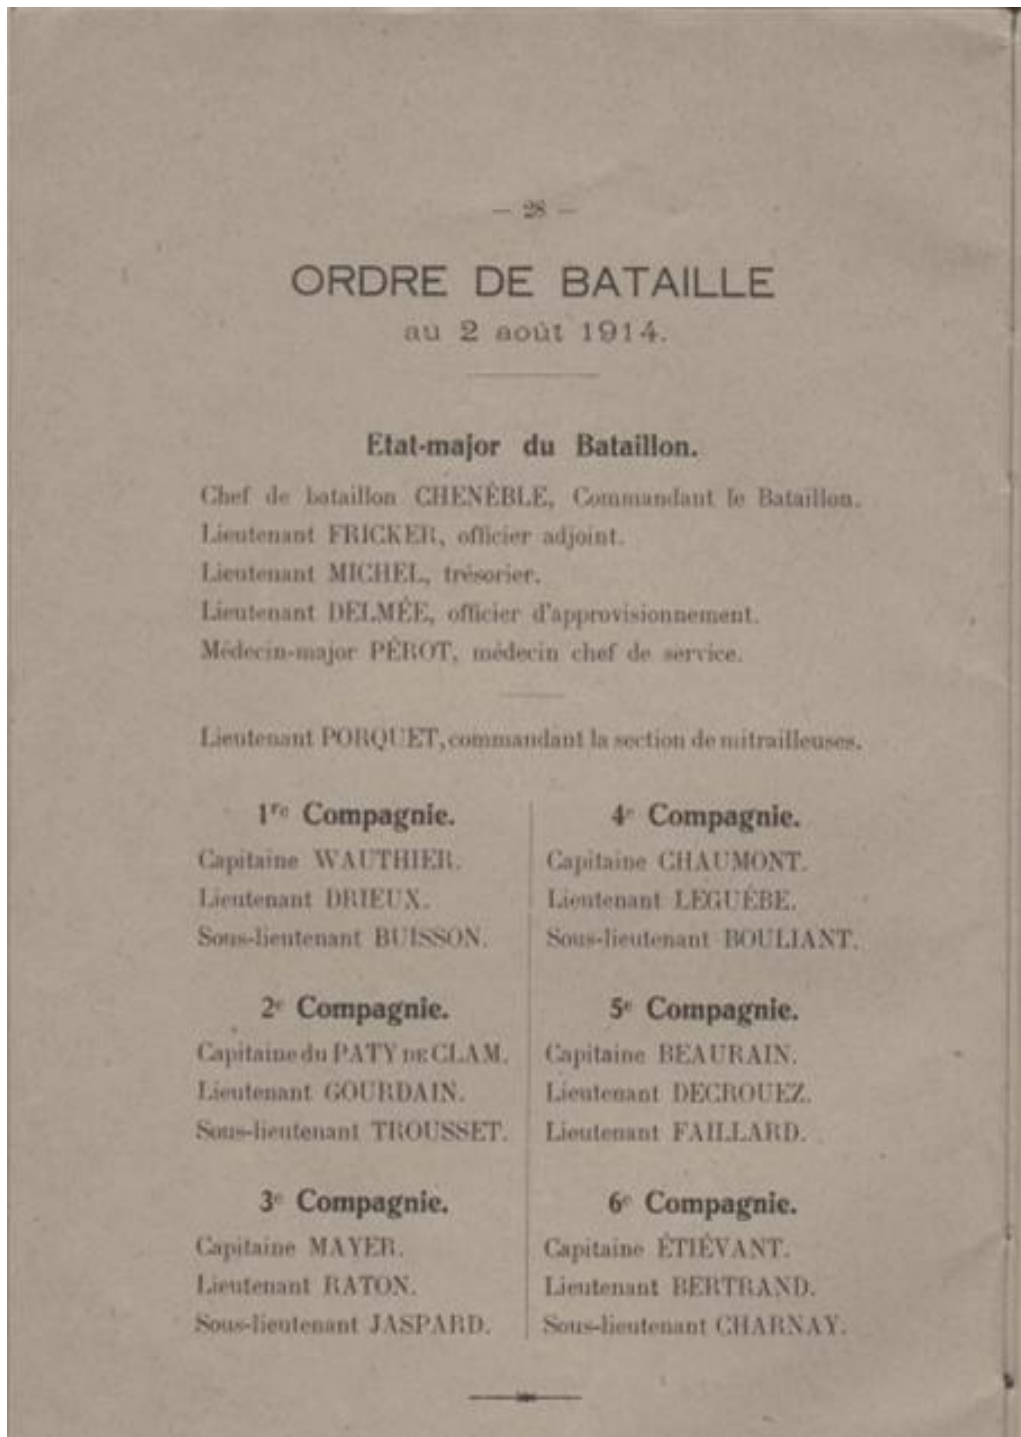 — 28 —
ORDRE DE BATAILLE
au 2 août 1914.
Etat-major du Bataillon.
Chef de bataillon CHENÈBLE, Commandant le Bataillon.
Lieutenant FRICKER, officier adjoint.
Lieutenant MICHEL, trésorier.
Lieutenant DELMÉE, officier d'approvisionnement.
Médecin-major PÉROT, médecin chef de service.
Lieutenant PORQUET, commandant la section de mitrailleuses.
1re Compagnie.
Capitaine WAUTHIER.
Lieutenant DRIEUX.
Sous-lieutenant BUISSON.
2e Compagnie.
Capitaine du PATY DE CLAM.
Lieutenant GOURDAIN.
Sous-lieutenant TROUSSET.
3e Compagnie.
Capitaine MAYER.
Lieutenant RATON.
Sous-lieutenant JASPARD.
4e Compagnie.
Capitaine CHAUMONT.
Lieutenant LEGUÉBE.
Sous-lieutenant BOULIANT.
5e Compagnie.
Capitaine BEAURAIN.
Lieutenant DECROUEZ.
Lieutenant FAILLARD.
6e Compagnie.
Capitaine ÉTIÉVANT.
Lieutenant BERTRAND.
Sous-lieutenant CHARNAY.